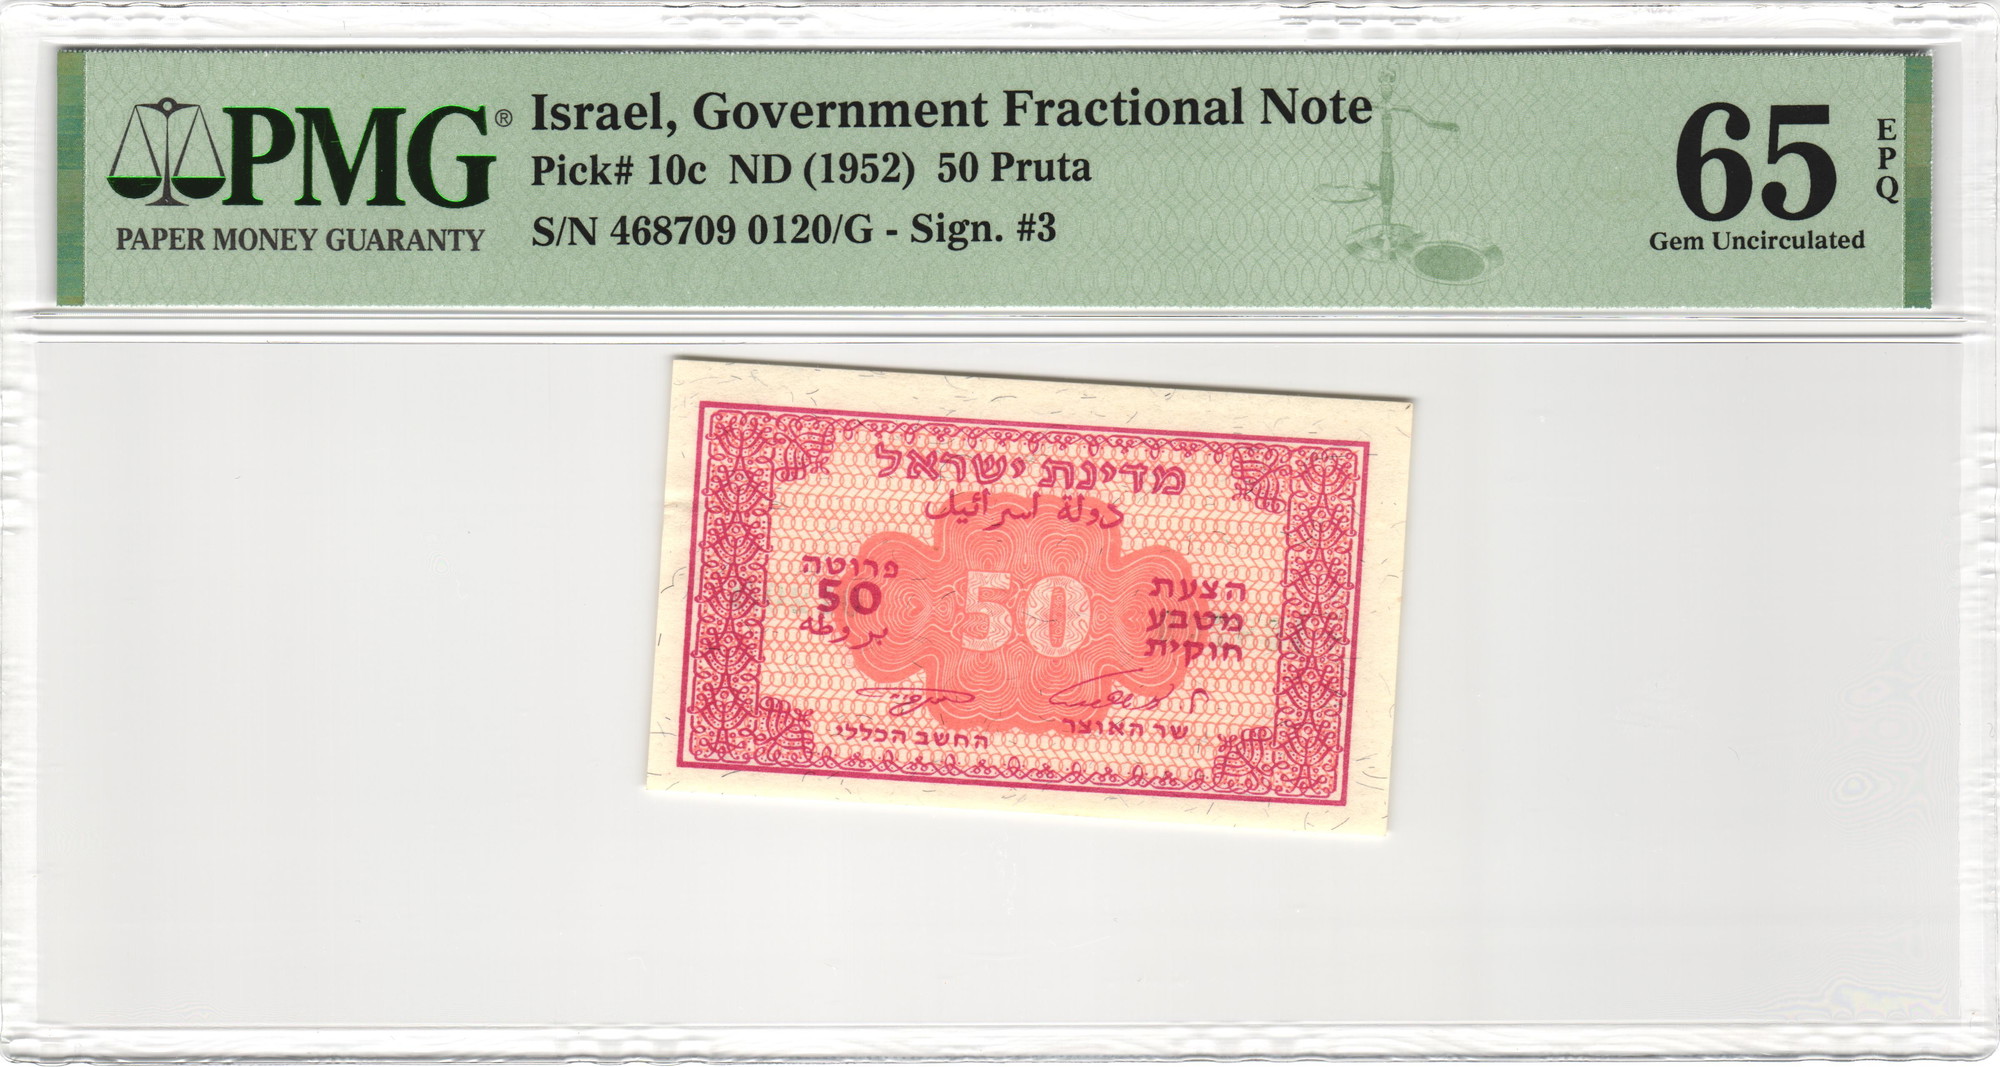 PMG®
PAPER MONEY GUARANTY
Israel, Government Fractional Note
Pick# 10c ND (1952) 50 Pruta
S/N 468709 0120/G - Sign. #3
65
EPQ
Gem Uncirculated
מדינת ישראל
دولة اسرائيل
פרוטה
50
بروطة
50
הצעת
מטבע
חוקית
שר האוצר
החשב הכללי